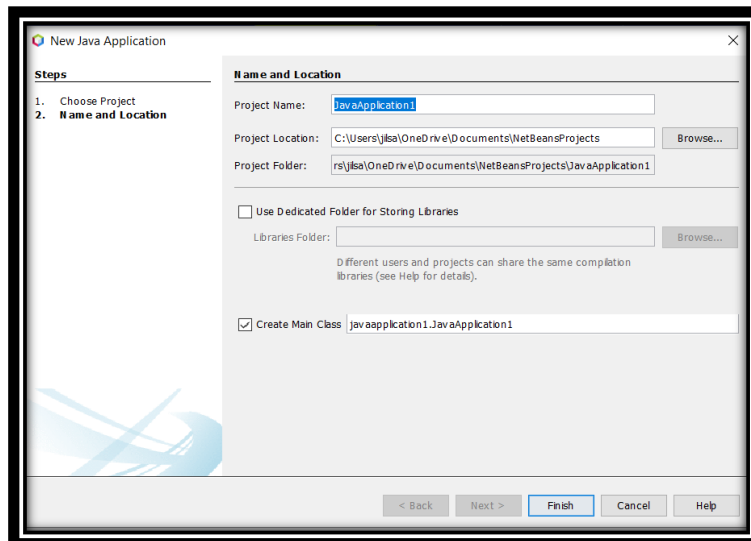 New Java Application
Steps
1. Choose Project
2. Name and Location
Name and Location
Project Name: JavaApplication1
Project Location: C:\Users\jilsa\OneDrive\Documents\NetBeansProjects Browse...
Project Folder: rs\jilsa\OneDrive\Documents\NetBeansProjects\JavaApplication1
Use Dedicated Folder for Storing Libraries
Libraries Folder: Browse...
Different users and projects can share the same compilation
libraries (see Help for details).
Create Main Class javaapplication1.JavaApplication1
< Back Next > Finish Cancel Help